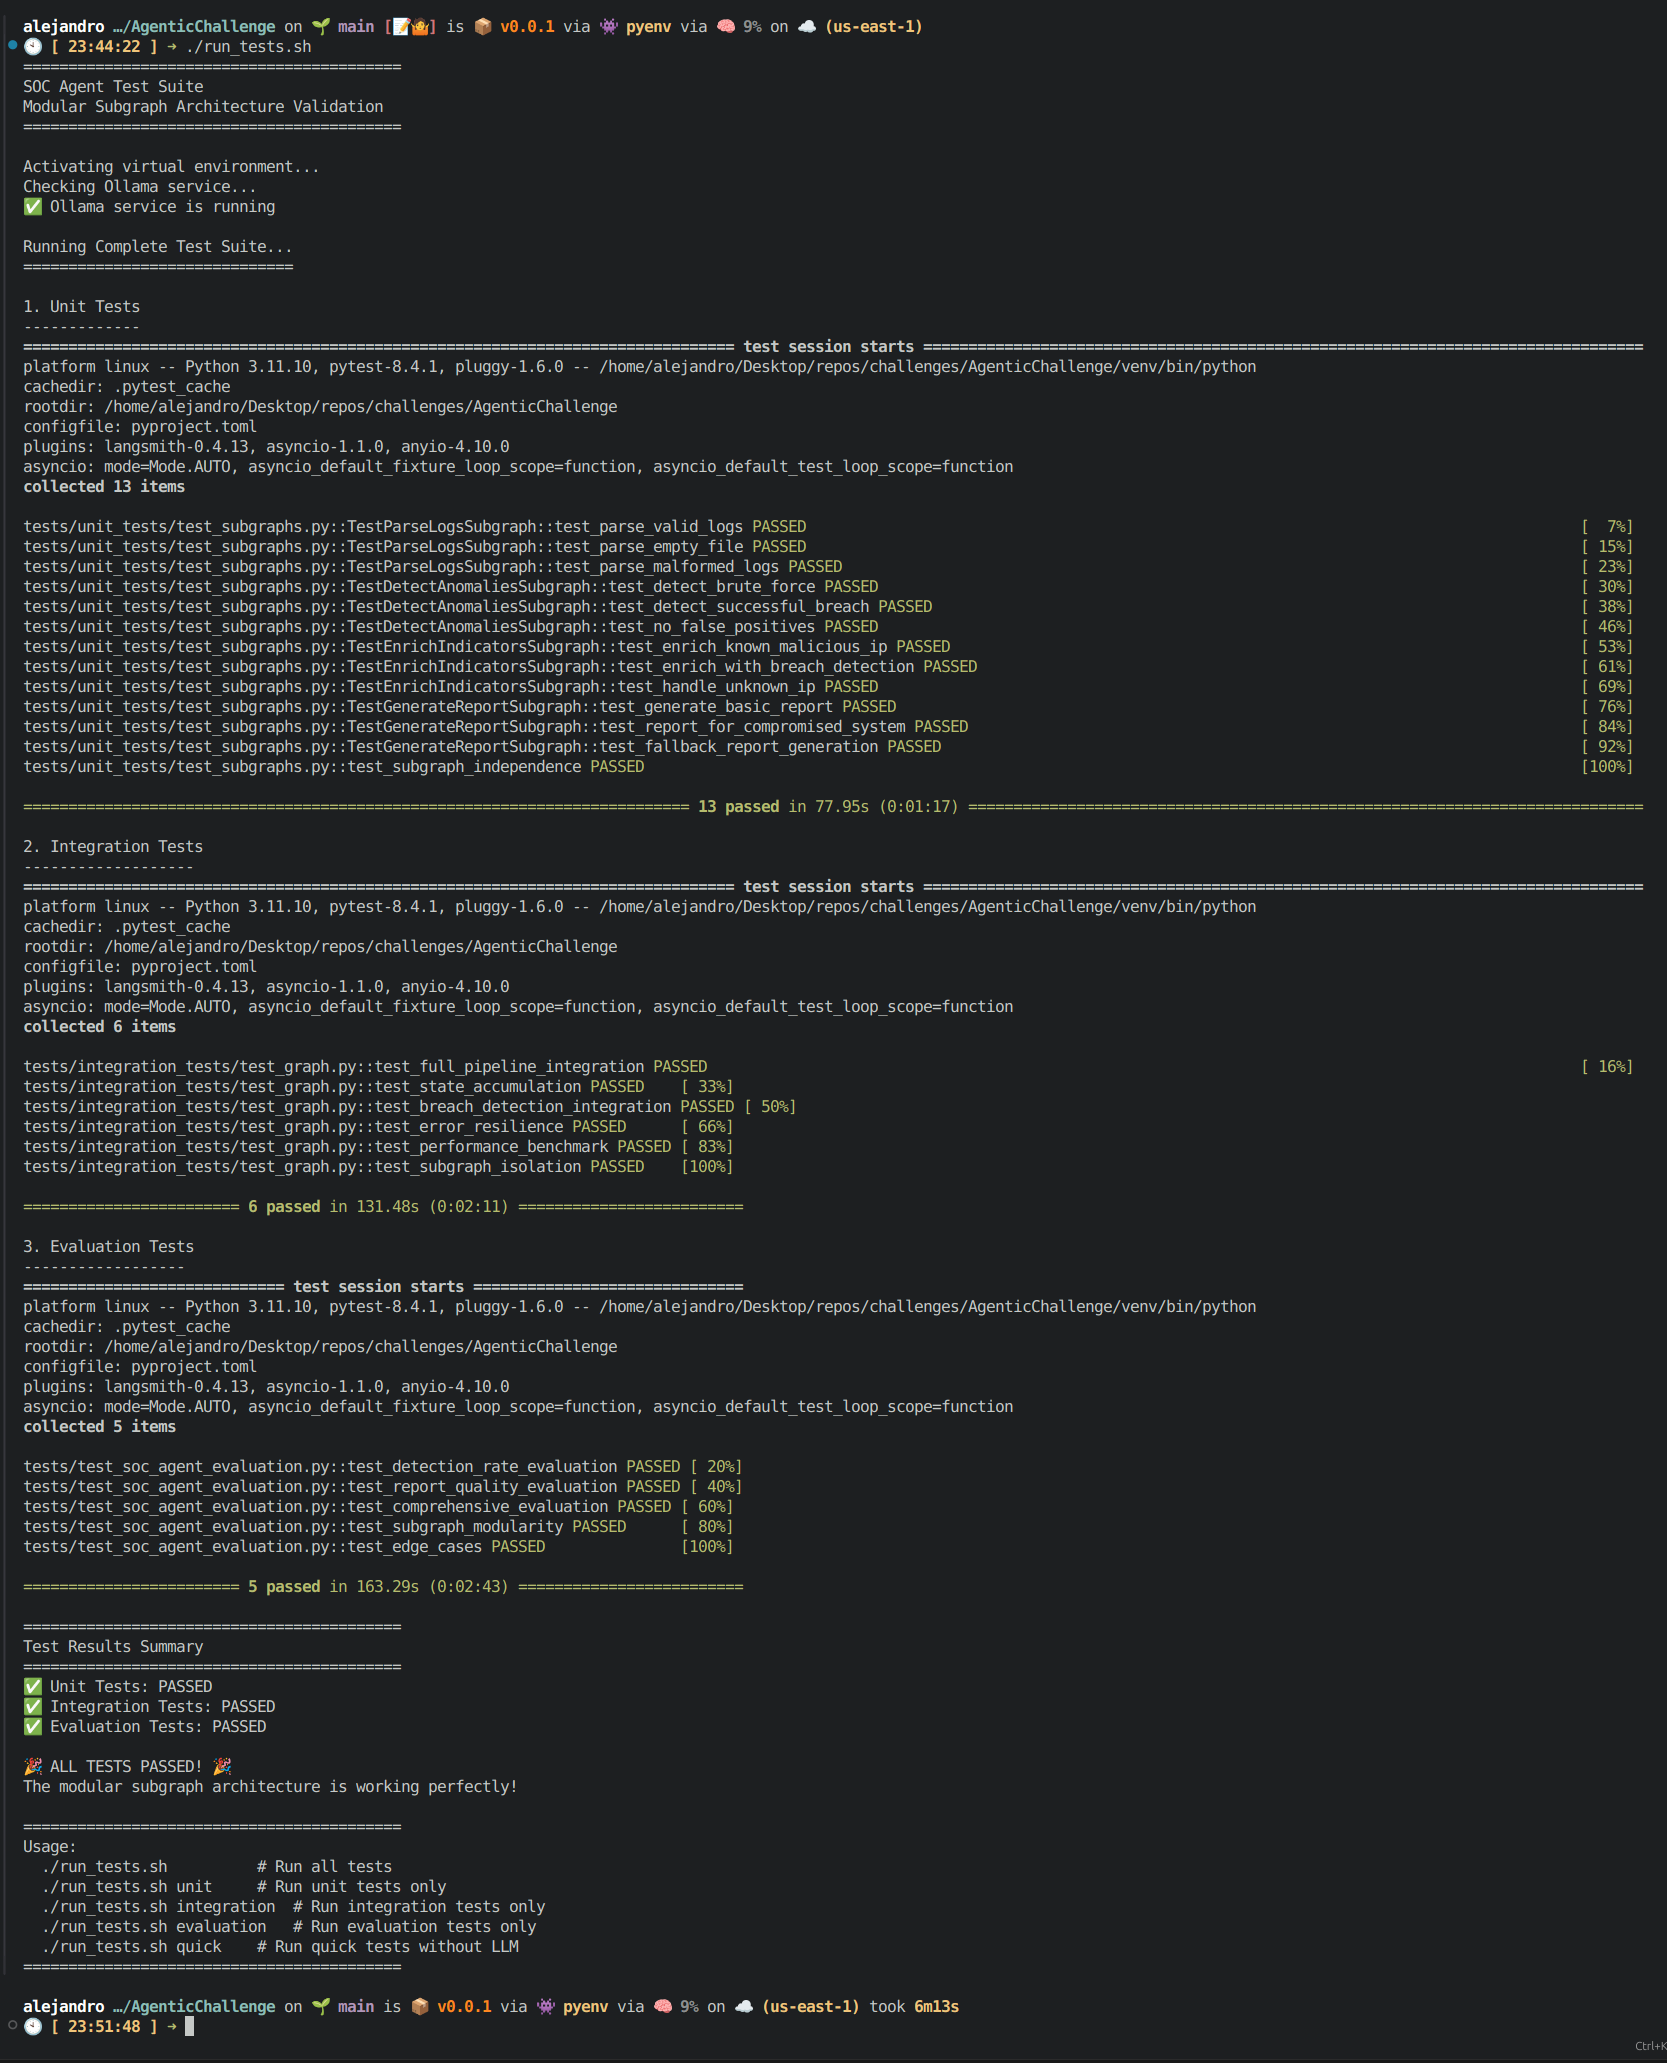 alejandro …/AgenticChallenge on 🌱 main [📝🤷] is 📦 v0.0.1 via 👾 pyenv via 🧠 9% on ☁️ (us-east-1)
🕙 [ 23:44:22 ] → ./run_tests.sh
==========================================
SOC Agent Test Suite
Modular Subgraph Architecture Validation
==========================================
Activating virtual environment...
Checking Ollama service...
✅ Ollama service is running
Running Complete Test Suite...
==============================
1. Unit Tests
-------------
=============================================================================== test session starts ================================================================================
platform linux -- Python 3.11.10, pytest-8.4.1, pluggy-1.6.0 -- /home/alejandro/Desktop/repos/challenges/AgenticChallenge/venv/bin/python
cachedir: .pytest_cache
rootdir: /home/alejandro/Desktop/repos/challenges/AgenticChallenge
configfile: pyproject.toml
plugins: langsmith-0.4.13, asyncio-1.1.0, anyio-4.10.0
asyncio: mode=Mode.AUTO, asyncio_default_fixture_loop_scope=function, asyncio_default_test_loop_scope=function
collected 13 items
tests/unit_tests/test_subgraphs.py::TestParseLogsSubgraph::test_parse_valid_logs PASSED [  7%]
tests/unit_tests/test_subgraphs.py::TestParseLogsSubgraph::test_parse_empty_file PASSED [ 15%]
tests/unit_tests/test_subgraphs.py::TestParseLogsSubgraph::test_parse_malformed_logs PASSED [ 23%]
tests/unit_tests/test_subgraphs.py::TestDetectAnomaliesSubgraph::test_detect_brute_force PASSED [ 30%]
tests/unit_tests/test_subgraphs.py::TestDetectAnomaliesSubgraph::test_detect_successful_breach PASSED [ 38%]
tests/unit_tests/test_subgraphs.py::TestDetectAnomaliesSubgraph::test_no_false_positives PASSED [ 46%]
tests/unit_tests/test_subgraphs.py::TestEnrichIndicatorsSubgraph::test_enrich_known_malicious_ip PASSED [ 53%]
tests/unit_tests/test_subgraphs.py::TestEnrichIndicatorsSubgraph::test_enrich_with_breach_detection PASSED [ 61%]
tests/unit_tests/test_subgraphs.py::TestEnrichIndicatorsSubgraph::test_handle_unknown_ip PASSED [ 69%]
tests/unit_tests/test_subgraphs.py::TestGenerateReportSubgraph::test_generate_basic_report PASSED [ 76%]
tests/unit_tests/test_subgraphs.py::TestGenerateReportSubgraph::test_report_for_compromised_system PASSED [ 84%]
tests/unit_tests/test_subgraphs.py::TestGenerateReportSubgraph::test_fallback_report_generation PASSED [ 92%]
tests/unit_tests/test_subgraphs.py::test_subgraph_independence PASSED [100%]
========================================================================== 13 passed in 77.95s (0:01:17) ===========================================================================
2. Integration Tests
-------------------
=============================================================================== test session starts ================================================================================
platform linux -- Python 3.11.10, pytest-8.4.1, pluggy-1.6.0 -- /home/alejandro/Desktop/repos/challenges/AgenticChallenge/venv/bin/python
cachedir: .pytest_cache
rootdir: /home/alejandro/Desktop/repos/challenges/AgenticChallenge
configfile: pyproject.toml
plugins: langsmith-0.4.13, asyncio-1.1.0, anyio-4.10.0
asyncio: mode=Mode.AUTO, asyncio_default_fixture_loop_scope=function, asyncio_default_test_loop_scope=function
collected 6 items
tests/integration_tests/test_graph.py::test_full_pipeline_integration PASSED [ 16%]
tests/integration_tests/test_graph.py::test_state_accumulation PASSED    [ 33%]
tests/integration_tests/test_graph.py::test_breach_detection_integration PASSED [ 50%]
tests/integration_tests/test_graph.py::test_error_resilience PASSED      [ 66%]
tests/integration_tests/test_graph.py::test_performance_benchmark PASSED [ 83%]
tests/integration_tests/test_graph.py::test_subgraph_isolation PASSED    [100%]
======================== 6 passed in 131.48s (0:02:11) =========================
3. Evaluation Tests
------------------
============================= test session starts ==============================
platform linux -- Python 3.11.10, pytest-8.4.1, pluggy-1.6.0 -- /home/alejandro/Desktop/repos/challenges/AgenticChallenge/venv/bin/python
cachedir: .pytest_cache
rootdir: /home/alejandro/Desktop/repos/challenges/AgenticChallenge
configfile: pyproject.toml
plugins: langsmith-0.4.13, asyncio-1.1.0, anyio-4.10.0
asyncio: mode=Mode.AUTO, asyncio_default_fixture_loop_scope=function, asyncio_default_test_loop_scope=function
collected 5 items
tests/test_soc_agent_evaluation.py::test_detection_rate_evaluation PASSED [ 20%]
tests/test_soc_agent_evaluation.py::test_report_quality_evaluation PASSED [ 40%]
tests/test_soc_agent_evaluation.py::test_comprehensive_evaluation PASSED [ 60%]
tests/test_soc_agent_evaluation.py::test_subgraph_modularity PASSED      [ 80%]
tests/test_soc_agent_evaluation.py::test_edge_cases PASSED               [100%]
======================== 5 passed in 163.29s (0:02:43) =========================
==========================================
Test Results Summary
==========================================
✅ Unit Tests: PASSED
✅ Integration Tests: PASSED
✅ Evaluation Tests: PASSED
🎉 ALL TESTS PASSED! 🎉
The modular subgraph architecture is working perfectly!
==========================================
Usage:
  ./run_tests.sh          # Run all tests
  ./run_tests.sh unit     # Run unit tests only
  ./run_tests.sh integration  # Run integration tests only
  ./run_tests.sh evaluation   # Run evaluation tests only
  ./run_tests.sh quick    # Run quick tests without LLM
==========================================
alejandro …/AgenticChallenge on 🌱 main is 📦 v0.0.1 via 👾 pyenv via 🧠 9% on ☁️ (us-east-1) took 6m13s
🕙 [ 23:51:48 ] →
Ctrl+K